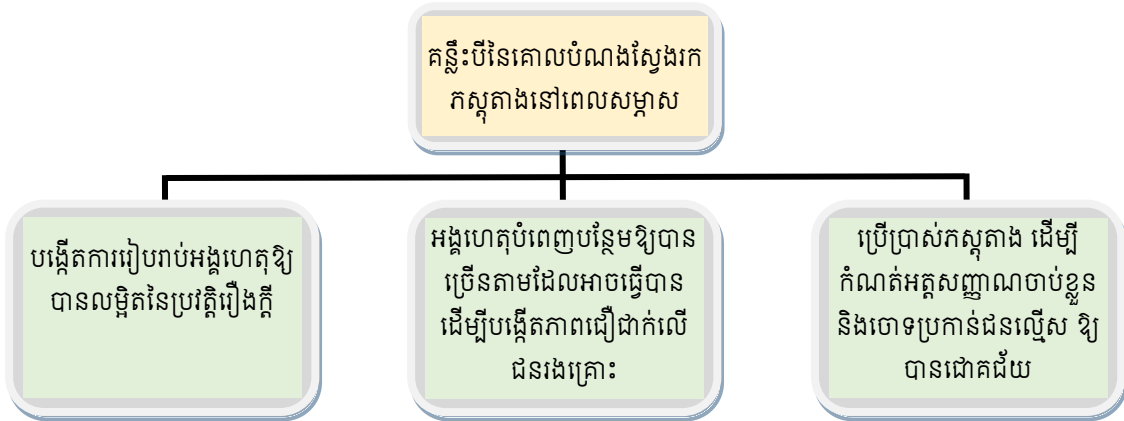 គន្លឹះបីនៃគោលបំណងស្វែងរក
ភស្តុតាងនៅពេលសម្ភាស
បង្កើតការរៀបរាប់អង្គហេតុឱ្យ
បានលម្អិតនៃប្រវត្តិរឿងក្តី
អង្គហេតុបំពេញបន្ថែមឱ្យបាន
ច្រើនតាមដែលអាចធ្វើបាន
ដើម្បីបង្កើតភាពជឿជាក់លើ
ជនរងគ្រោះ
ប្រើប្រាស់ភស្តុតាង ដើម្បី
កំណត់អត្តសញ្ញាណចាប់ខ្លួន
និងចោទប្រកាន់ជនល្មើស ឱ្យ
បានជោគជ័យ